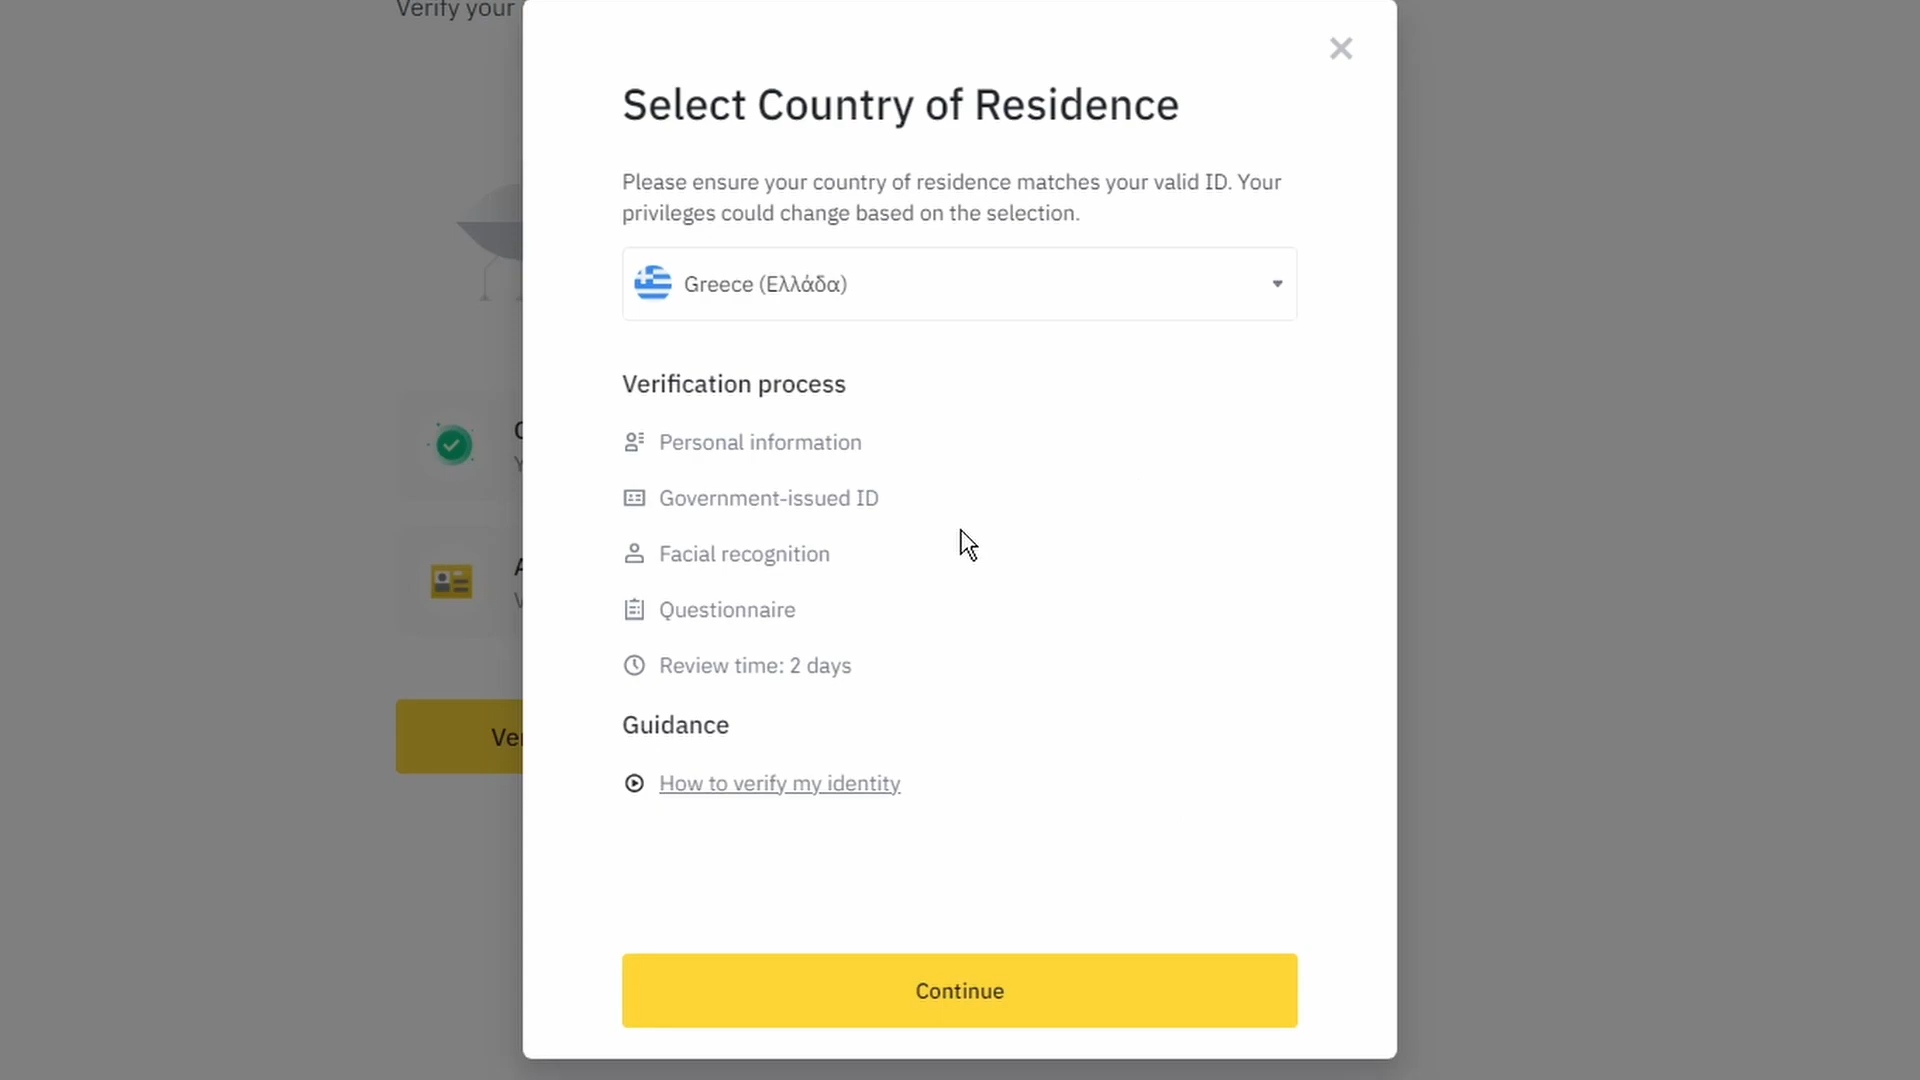 Verify your
Select Country of Residence
Please ensure your country of residence matches your valid ID. Your
privileges could change based on the selection.
Greece (Ελλάδα)
Verification process
Personal information
Government-issued ID
Facial recognition
Questionnaire
Review time: 2 days
Guidance
How to verify my identity
Continue